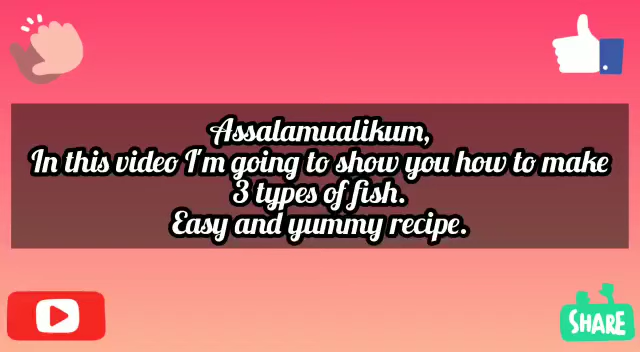 Assalamualikum,
In this video I'm going to show you how to make
3 types of fish.
Easy and yummy recipe.
SHARE